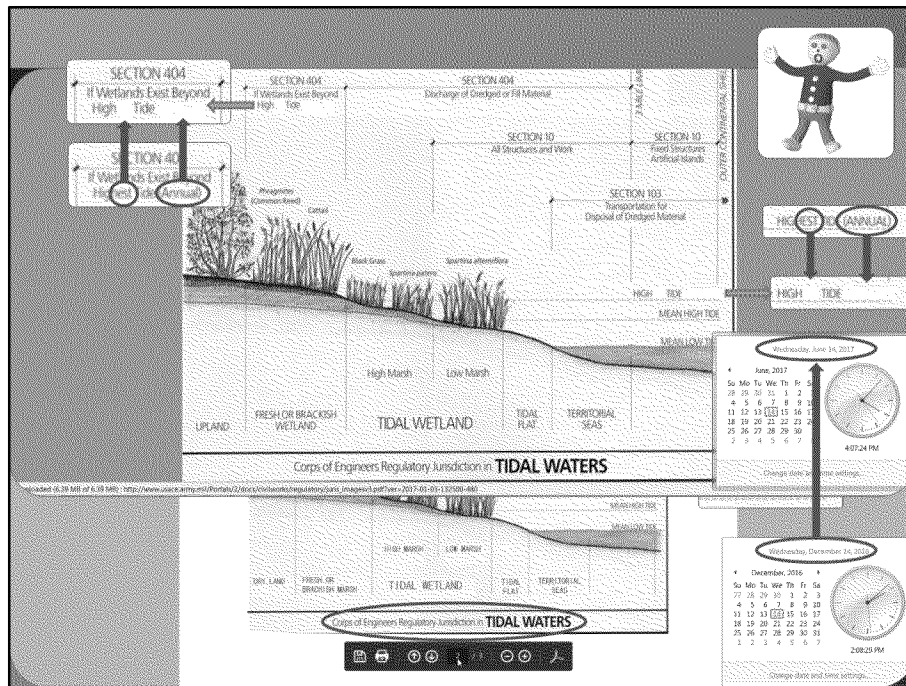 SECTION 404
If Wetlands Exist Beyond
High Tide
SECTION 40
If Wetlands Exist Beyond
Highest Tide (Annual)
SECTION 404
If Wetlands Exist Beyond
High Tide
SECTION 404
Discharge of Dredged or Fill Material
3 MILE LIMIT
OUTER CONTINENTAL SHELF
SECTION 10
All Structures and Work
SECTION 10
Fixed Structures
Artificial Islands
SECTION 103
Transportation for
Disposal of Dredged Material
Phragmites
(Common Reed)
Cattail
Black Grass
Spartina patens
Spartina alterniflora
HIGHEST TIDE (ANNUAL)
HIGH TIDE
HIGH TIDE
MEAN HIGH TIDE
MEAN LOW TI
High Marsh
Low Marsh
UPLAND
FRESH OR BRACKISH
WETLAND
TIDAL WETLAND
TIDAL
FLAT
TERRITORIAL
SEAS
Corps of Engineers Regulatory Jurisdiction in TIDAL WATERS
Wednesday, June 14, 2017
June, 2017
Su Mo Tu We Th Fr S
28 29 30 31 1 2
4 5 6 7 8 9
11 12 13 14 15 16
18 19 20 21 22 23
25 26 27 28 29 30
2 3 4 5 6 7
4:07:24 PM
Change date and time settings...
MEAN HIGH TIDE
MEAN LOW TI
HIGH MARSH
LOW MARSH
DRY LAND
FRESH OR
BRACKISH MARSH
TIDAL WETLAND
TIDAL
FLAT
TERRITORIAL
SEAS
Corps of Engineers Regulatory Jurisdiction in TIDAL WATERS
Wednesday, December 14, 2016
December, 2016
Su Mo Tu We Th Fr Sa
27 28 29 30 1 2 3
4 5 6 7 8 9 10
11 12 13 14 15 16 17
18 19 20 21 22 23 24
25 26 27 28 29 30 31
1 2 3 4 5 6 7
2:08:29 PM
Change date and time settings...